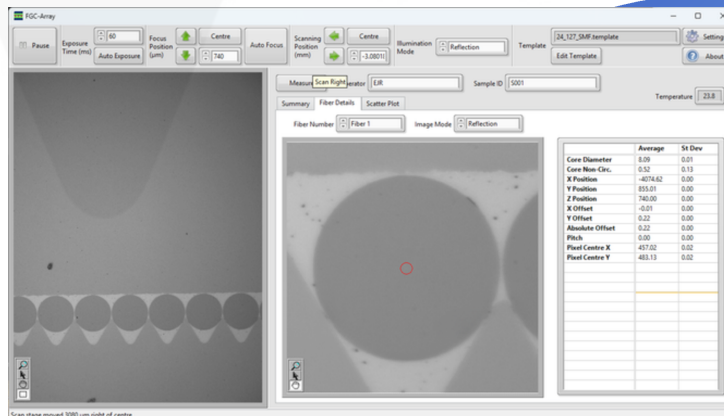 FGC-Array
Pause
Exposure Time (ms)
60
Auto Exposure
Focus Position (um)
Centre
740
Auto Focus
Scanning Position (mm)
Centre
-3.0801
Illumination Mode
Reflection
Template
24_127_SMF.template
Edit Template
Setting
About
Measure
Scan Right
erator
EJR
Sample ID
S001
Temperature
23.8
Summary
Fiber Details
Scatter Plot
Fiber Number
Fiber 1
Image Mode
Reflection
Average St Dev
Core Diameter 8.09 0.01
Core Non-Circ. 0.52 0.13
X Position -4074.62 0.00
Y Position 855.01 0.00
Z Position 740.00 0.00
X Offset -0.01 0.00
Y Offset 0.22 0.00
Absolute Offset 0.22 0.00
Pitch 0.00 0.00
Pixel Centre X 457.02 0.02
Pixel Centre Y 483.13 0.02
Scan stage moved 3080 um right of centre